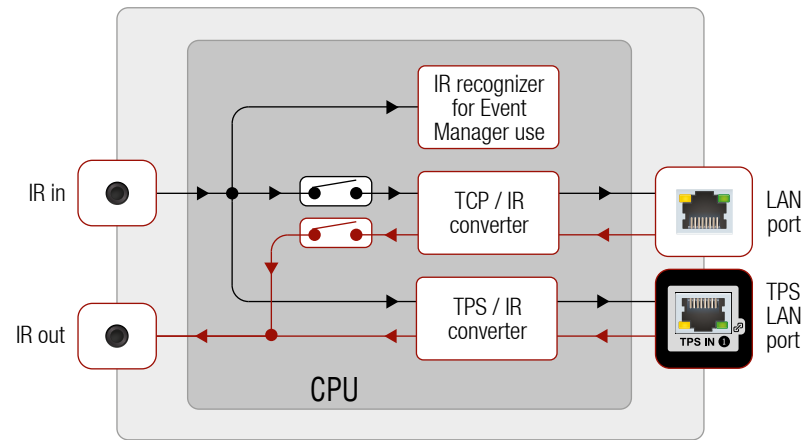 IR recognizer
for Event
Manager use
IR in
TCP / IR
converter
LAN
port
IR out
TPS / IR
converter
TPS
LAN
port
TPS IN 1
CPU